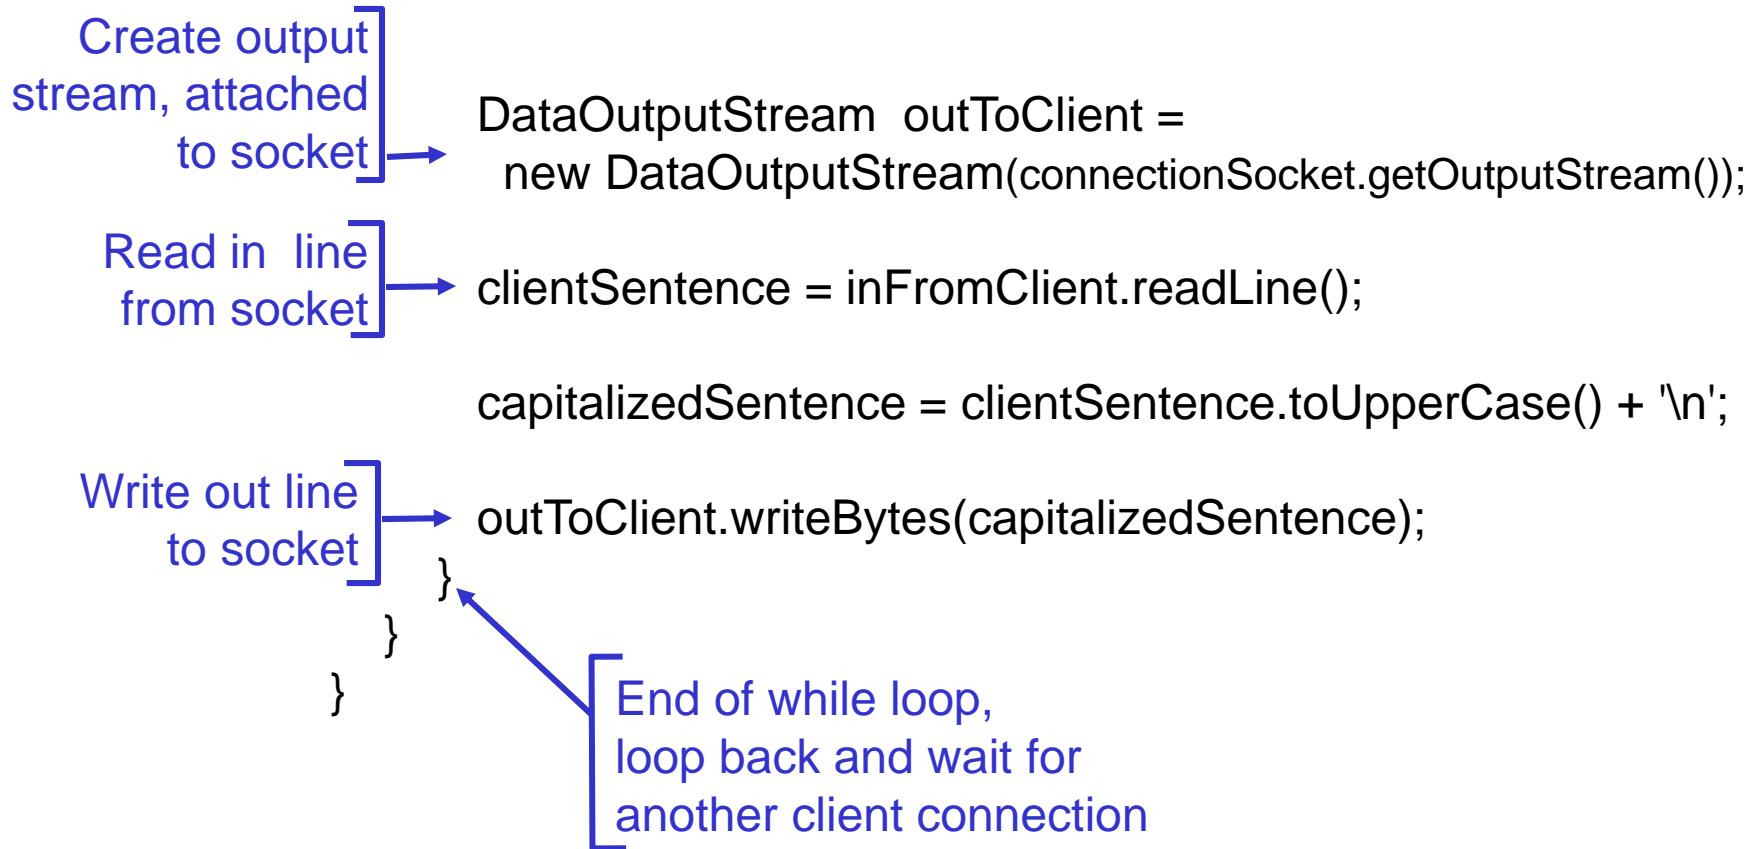 Create output
stream, attached
to socket
DataOutputStream  outToClient =
new DataOutputStream(connectionSocket.getOutputStream());
Read in  line
from socket
clientSentence = inFromClient.readLine();
capitalizedSentence = clientSentence.toUpperCase() + '\n';
Write out line
to socket
outToClient.writeBytes(capitalizedSentence);
}
}
}
End of while loop,
loop back and wait for
another client connection